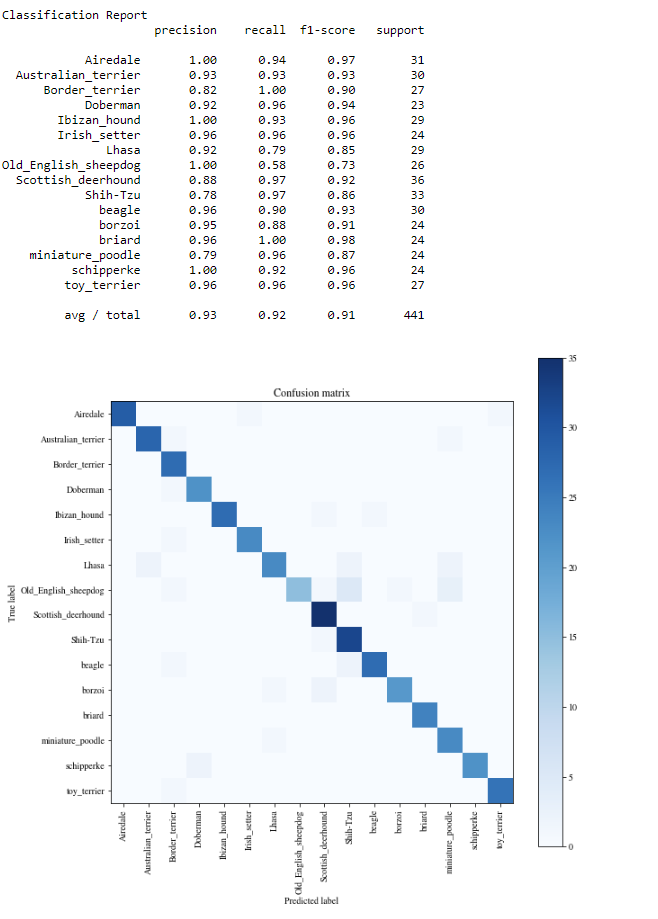 Classification Report
precision recall f1-score support
Airedale 1.00 0.94 0.97 31
Australian_terrier 0.93 0.93 0.93 30
Border_terrier 0.82 1.00 0.90 27
Doberman 0.92 0.96 0.94 23
Ibizan_hound 1.00 0.93 0.96 29
Irish_setter 0.96 0.96 0.96 24
Lhasa 0.92 0.79 0.85 29
Old_English_sheepdog 1.00 0.58 0.73 26
Scottish_deerhound 0.88 0.97 0.92 36
Shih-Tzu 0.78 0.97 0.86 33
beagle 0.96 0.90 0.93 30
borzoi 0.95 0.88 0.91 24
briard 0.96 1.00 0.98 24
miniature_poodle 0.79 0.96 0.87 24
schipperke 1.00 0.92 0.96 24
toy_terrier 0.96 0.96 0.96 27
avg / total 0.93 0.92 0.91 441
Confusion matrix
True label
Airedale
Australian_terrier
Border_terrier
Doberman
Ibizan_hound
Irish_setter
Lhasa
Old_English_sheepdog
Scottish_deerhound
Shih-Tzu
beagle
borzoi
briard
miniature_poodle
schipperke
toy_terrier
Airedale
Australian_terrier
Border_terrier
Doberman
Ibizan_hound
Irish_setter
Lhasa
Old_English_sheepdog
Scottish_deerhound
Shih-Tzu
beagle
borzoi
briard
miniature_poodle
schipperke
toy_terrier
Predicted label
35
30
25
20
15
10
5
0